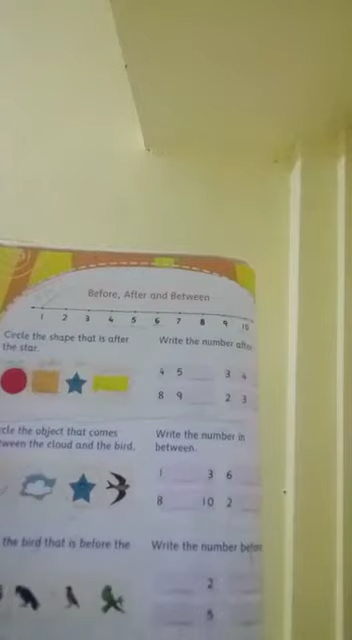 Before, After and Between
1 2 3 4 5 6 7 8 9 10
Circle the shape that is after
the star.
Write the number
4 5 3 4
8 9 2 3
the object that comes
the cloud and the bird.
Write the number in
between.
1 3 6
8 10 2
the bird that is before the
Write the number before
2
5